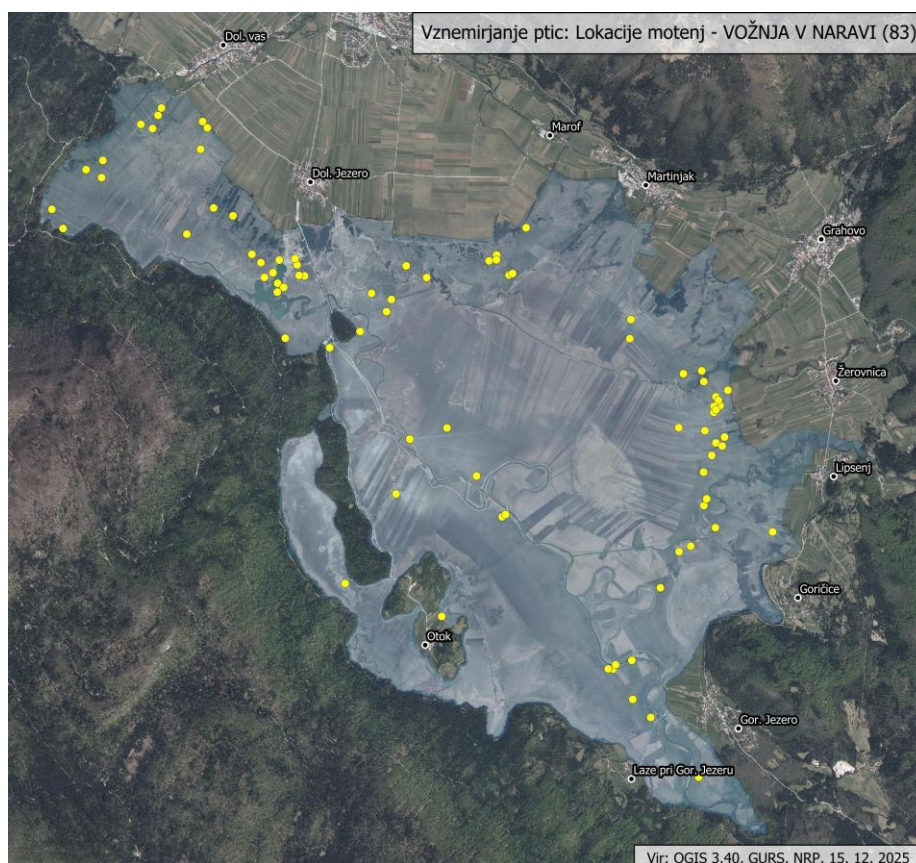 Vznemirjanje ptic: Lokacije motenj - VOŽNJA V NARAVI (83)
Dol. vas
Marof
Dol. Jezero
Martinjak
Grahovo
Žerovnica
Lipsenj
Goričice
Otok
Gor. Jezero
Laze pri Gor. Jezeru
Vir: QGIS 3.40, GURS, NRP, 15. 12. 2025